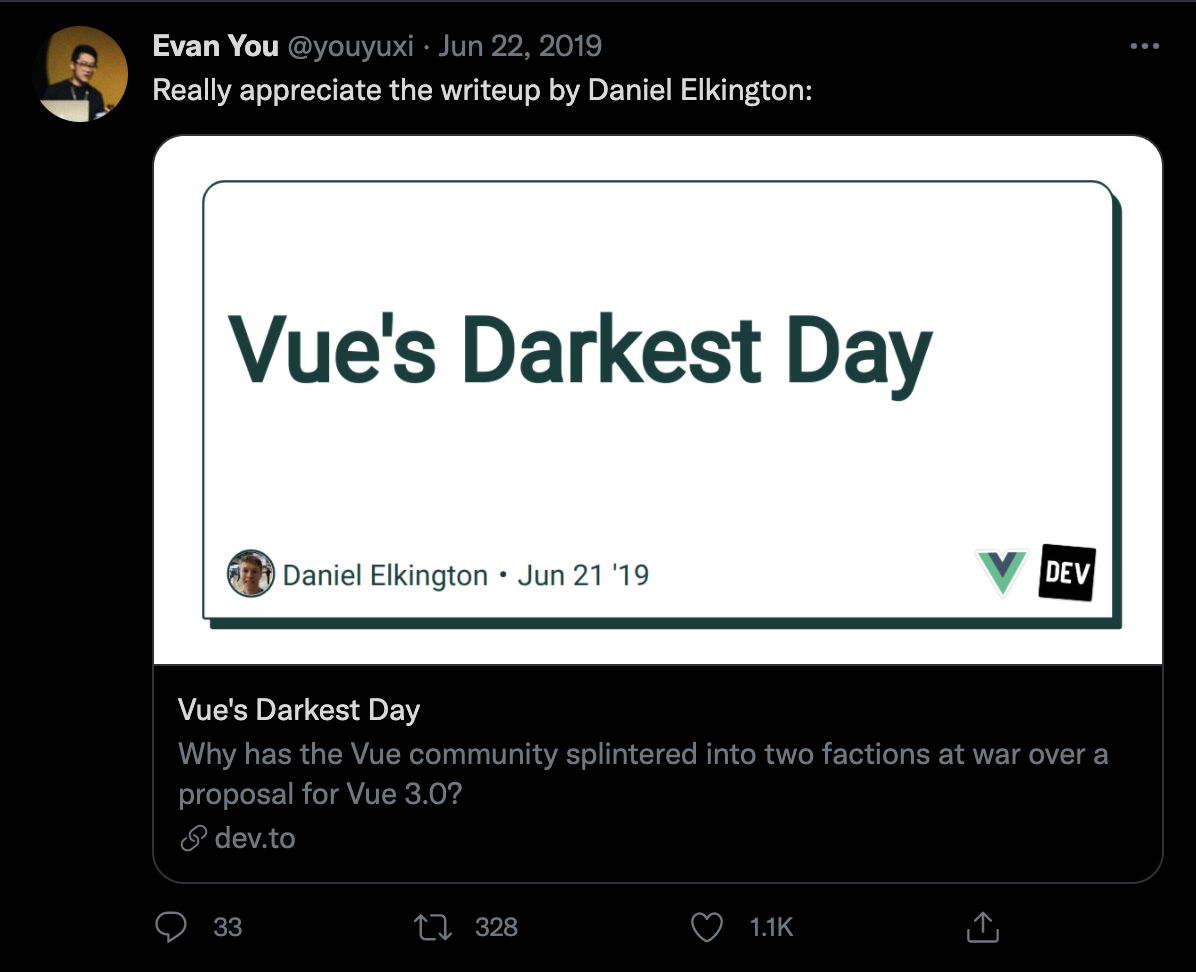 Evan You @youyuxi · Jun 22, 2019
Really appreciate the writeup by Daniel Elkington:
Vue's Darkest Day
Daniel Elkington • Jun 21 '19
DEV
Vue's Darkest Day
Why has the Vue community splintered into two factions at war over a
proposal for Vue 3.0?
dev.to
33 328 1.1K